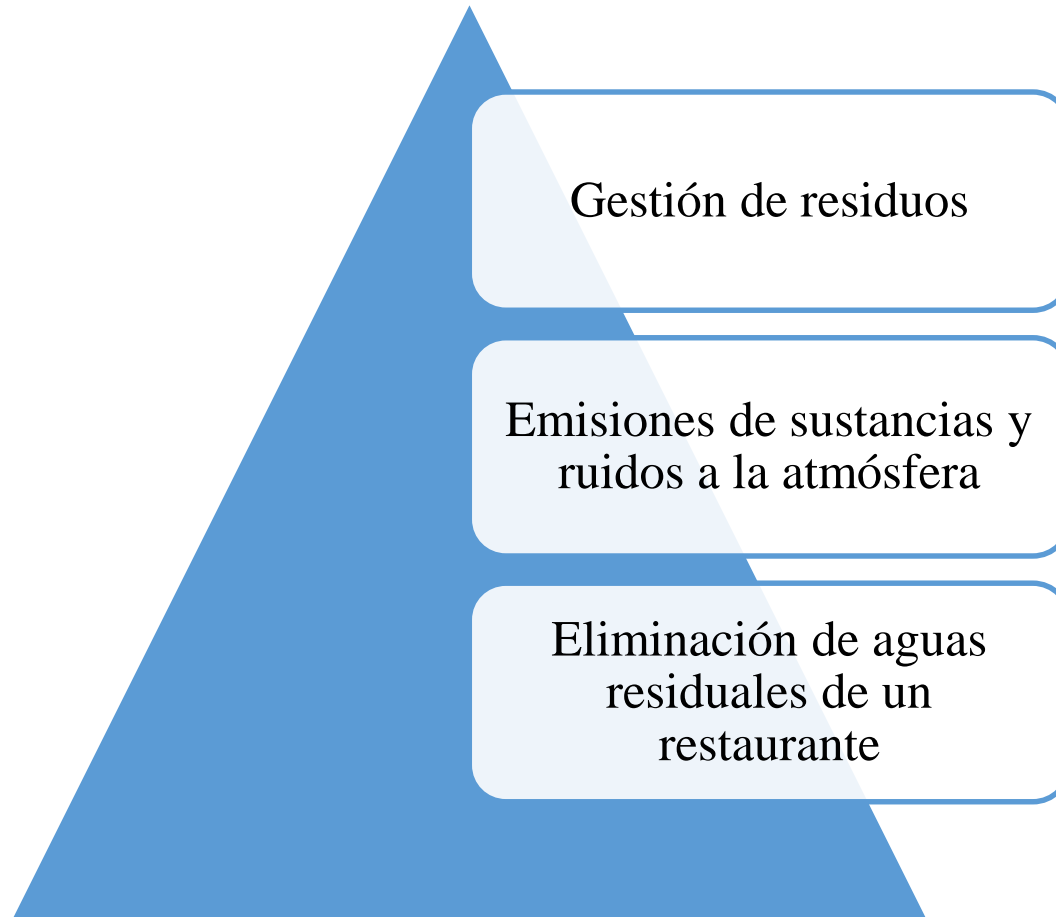 Gestión de residuos
Emisiones de sustancias y
ruidos a la atmósfera
Eliminación de aguas
residuales de un
restaurante